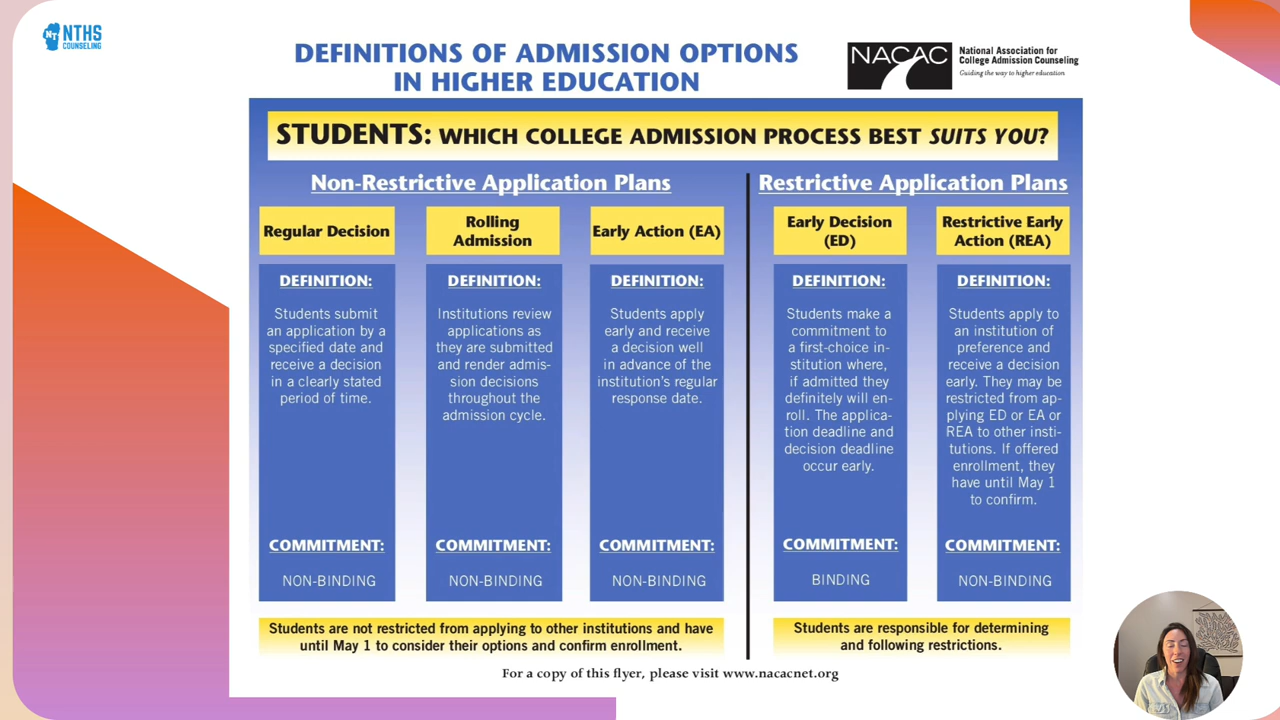 NTHS
COUNSELING
DEFINITIONS OF ADMISSION OPTIONS
IN HIGHER EDUCATION
NACAC
National Association for
College Admission Counseling
Guiding the way to higher education
STUDENTS: WHICH COLLEGE ADMISSION PROCESS BEST SUITS YOU?
Non-Restrictive Application Plans
Regular Decision
DEFINITION:
Students submit
an application by a
specified date and
receive a decision
in a clearly stated
period of time.
COMMITMENT:
NON-BINDING
Rolling
Admission
DEFINITION:
Institutions review
applications as
they are submitted
and render admis-
sion decisions
throughout the
admission cycle.
COMMITMENT:
NON-BINDING
Early Action (EA)
DEFINITION:
Students apply
early and receive
a decision well
in advance of the
institution's regular
response date.
COMMITMENT:
NON-BINDING
Students are not restricted from applying to other institutions and have
until May 1 to consider their options and confirm enrollment.
Restrictive Application Plans
Early Decision
(ED)
DEFINITION:
Students make a
commitment to
a first-choice in-
stitution where,
if admitted they
definitely will en-
roll. The applica-
tion deadline and
decision deadline
occur early.
COMMITMENT:
BINDING
Restrictive Early
Action (REA)
DEFINITION:
Students apply to
an institution of
preference and
receive a decision
early. They may be
restricted from ap-
plying ED or EA or
REA to other insti-
tutions. If offered
enrollment, they
have until May 1
to confirm.
COMMITMENT:
NON-BINDING
Students are responsible for determining
and following restrictions.
For a copy of this flyer, please visit www.nacacnet.org